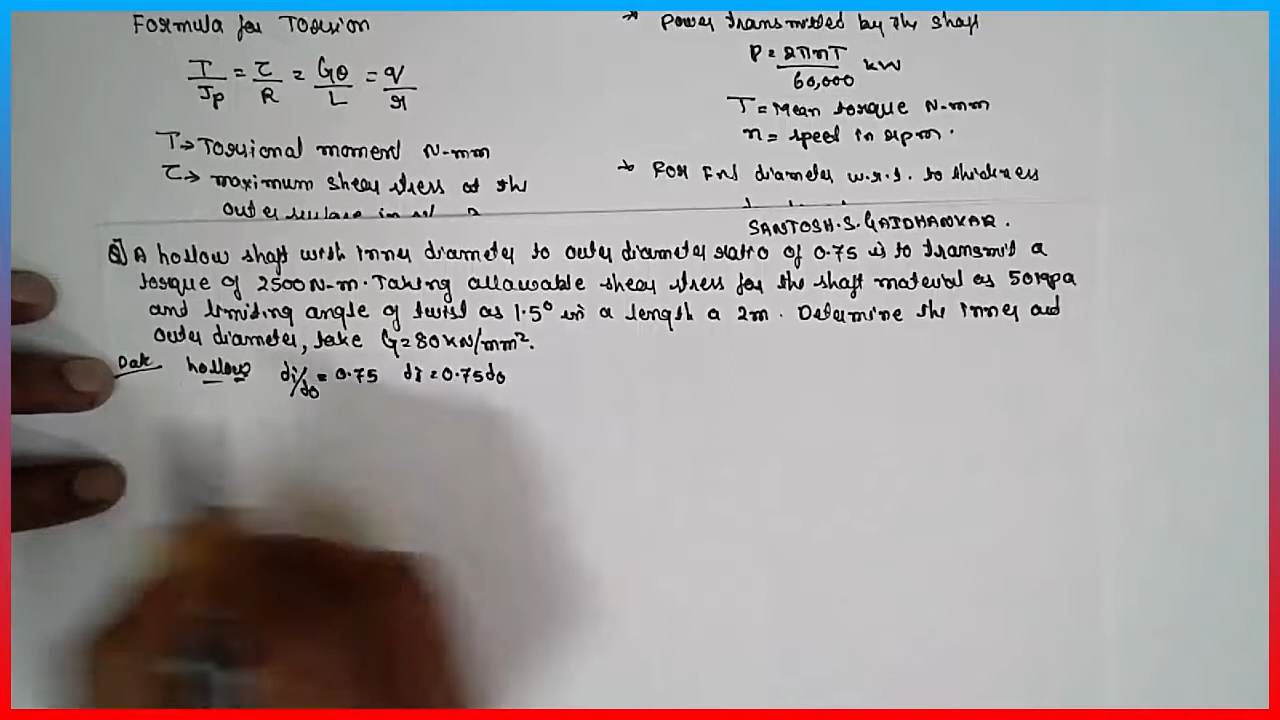 Formula for Torsion
T/Jp = τ/R = Gθ/L = q/r
T→ Torsional moment N-mm
τ→ maximum shear stress at the
outer surface in
→ Power transmitted by the shaft
P = 2πnT/60,000 kW
T = Mean torque N-mm
n = speed in rpm.
→ For Find diameter w.r.t. to thickness
SANTOSH.S.GAIDHANKAR.
Q] A hollow shaft with inner diameter to outer diameter ratio of 0.75 is to transmit a
torque of 2500 N-m. Taking allowable shear stress for the shaft material as 50 Mpa
and limiting angle of twist as 1.5° in a length a 2m. Determine the inner and
outer diameter, take G = 80 kN/mm².
Data hollow di/do = 0.75 di = 0.75do